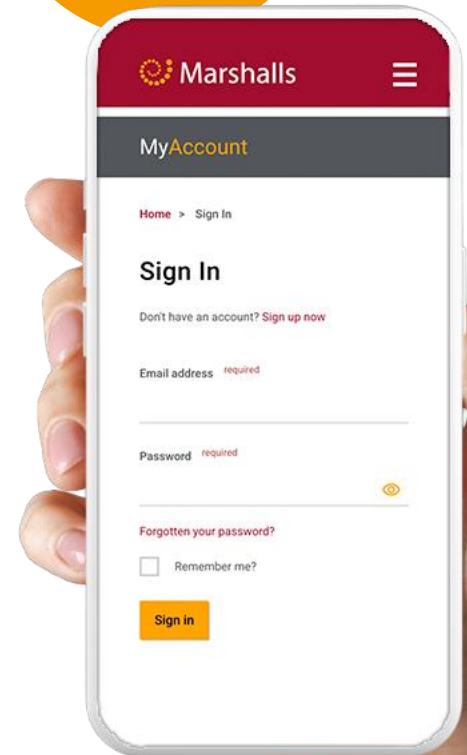 Marshalls
MyAccount
Home > Sign In
Sign In
Don't have an account? Sign up now
Email address required
Password required
Forgotten your password?
Remember me?
Sign in